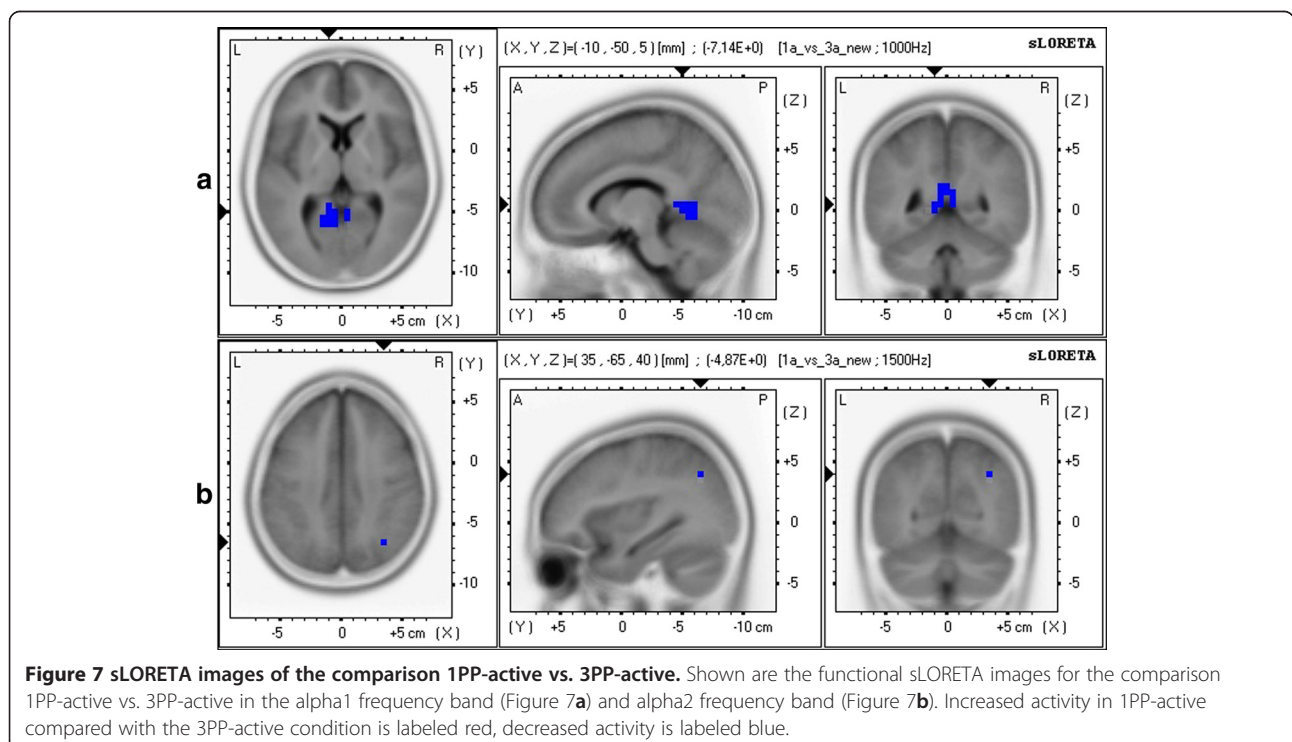 L R (Y) (X,Y,Z)=(-10,-50,5)[mm] ; (-7,14E+0) [1a_vs_3a_new ; 1000Hz] sLORETA
A P (Z) L R (Z)
+5 +5 +5
0
a
-5 0 0
-10 -5 -5
-5 0 +5 cm (X) (Y) +5 0 -5 -10 cm -5 0 +5 cm (X)
L R (Y) (X,Y,Z)=(35,-65,40)[mm] ; (-4,87E+0) [1a_vs_3a_new ; 1500Hz] sLORETA
A P (Z) L R (Z)
+5 +5 +5
0
b
-5 0 0
-10 -5 -5
-5 0 +5 cm (X) (Y) +5 0 -5 -10 cm -5 0 +5 cm (X)
Figure 7 sLORETA images of the comparison 1PP-active vs. 3PP-active. Shown are the functional sLORETA images for the comparison
1PP-active vs. 3PP-active in the alpha1 frequency band (Figure 7a) and alpha2 frequency band (Figure 7b). Increased activity in 1PP-active
compared with the 3PP-active condition is labeled red, decreased activity is labeled blue.